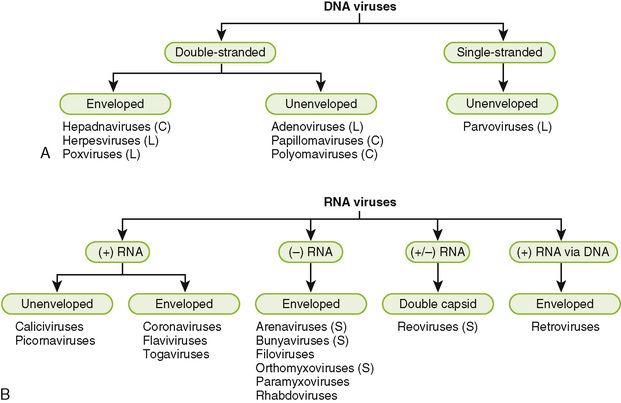 DNA viruses
Double-stranded
Single-stranded
Enveloped
Unenveloped
Unenveloped
Hepadnaviruses (C)
Herpesviruses (L)
Poxviruses (L)
Adenoviruses (L)
Papillomaviruses (C)
Polyomaviruses (C)
Parvoviruses (L)
A
RNA viruses
(+) RNA
(–) RNA
(+/–) RNA
(+) RNA via DNA
Unenveloped
Enveloped
Enveloped
Double capsid
Enveloped
Caliciviruses
Picornaviruses
Coronaviruses
Flaviviruses
Togaviruses
Arenaviruses (S)
Bunyaviruses (S)
Filoviruses
Orthomyxoviruses (S)
Paramyxoviruses
Rhabdoviruses
Reoviruses (S)
Retroviruses
B